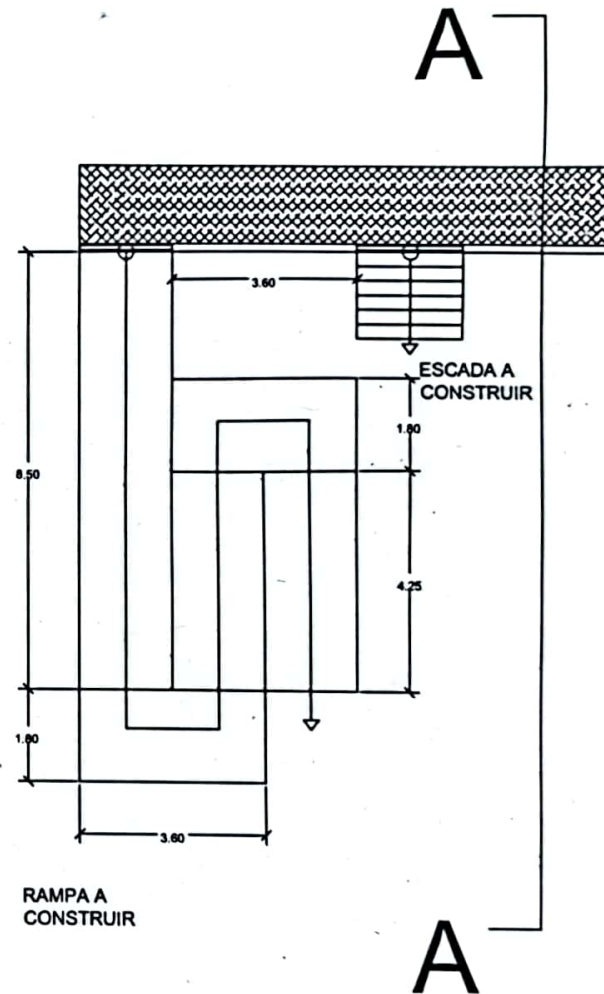 A
3.60
ESCADA A
CONSTRUIR
1.80
8.50
4.25
1.80
3.60
RAMPA A
CONSTRUIR
A